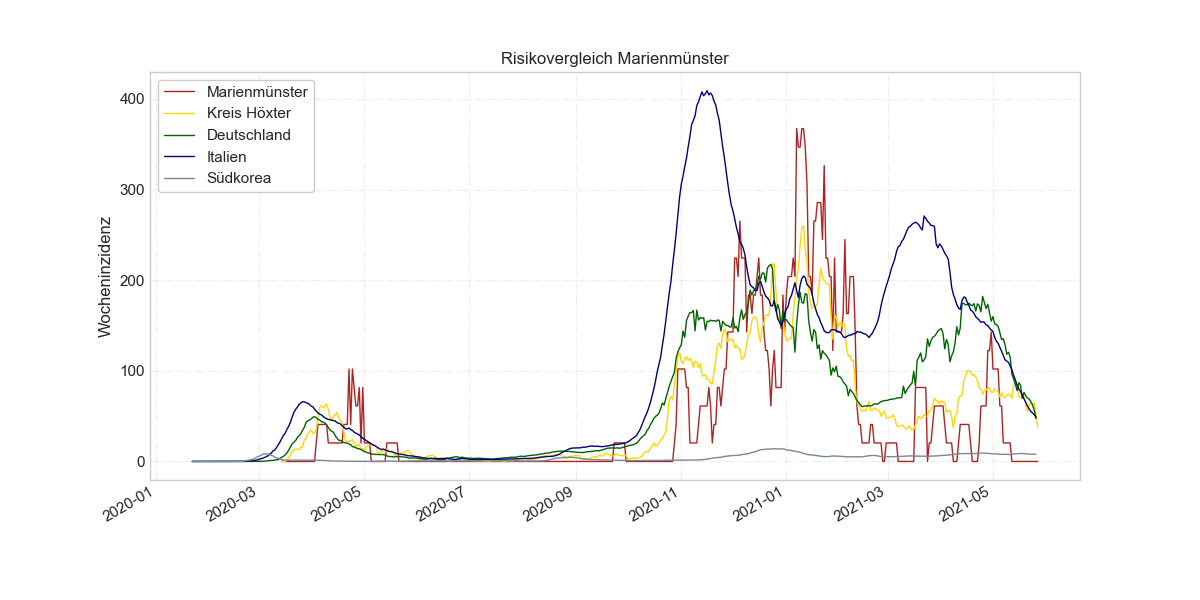 Risikovergleich Marienmünster
Marienmünster
Kreis Höxter
Deutschland
Italien
Südkorea
Wocheninzidenz
400
300
200
100
0
2020-01
2020-03
2020-05
2020-07
2020-09
2020-11
2021-01
2021-03
2021-05